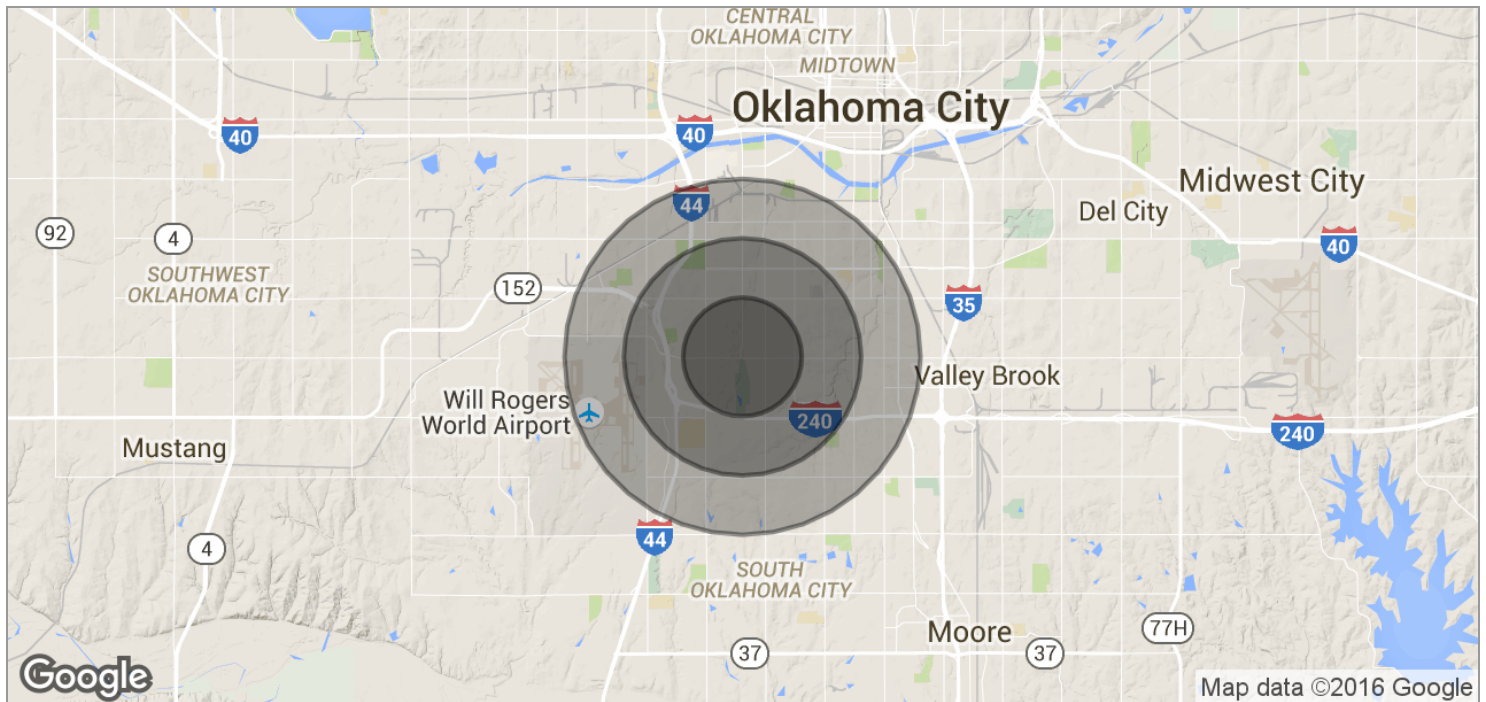 CENTRAL
OKLAHOMA CITY
MIDTOWN
Oklahoma City
40
40
Midwest City
Del City
44
92
4
40
SOUTHWEST
OKLAHOMA CITY
152
35
Valley Brook
Will Rogers
World Airport
240
240
Mustang
44
4
SOUTH
OKLAHOMA CITY
Moore
77H
37
37
Google
Map data ©2016 Google